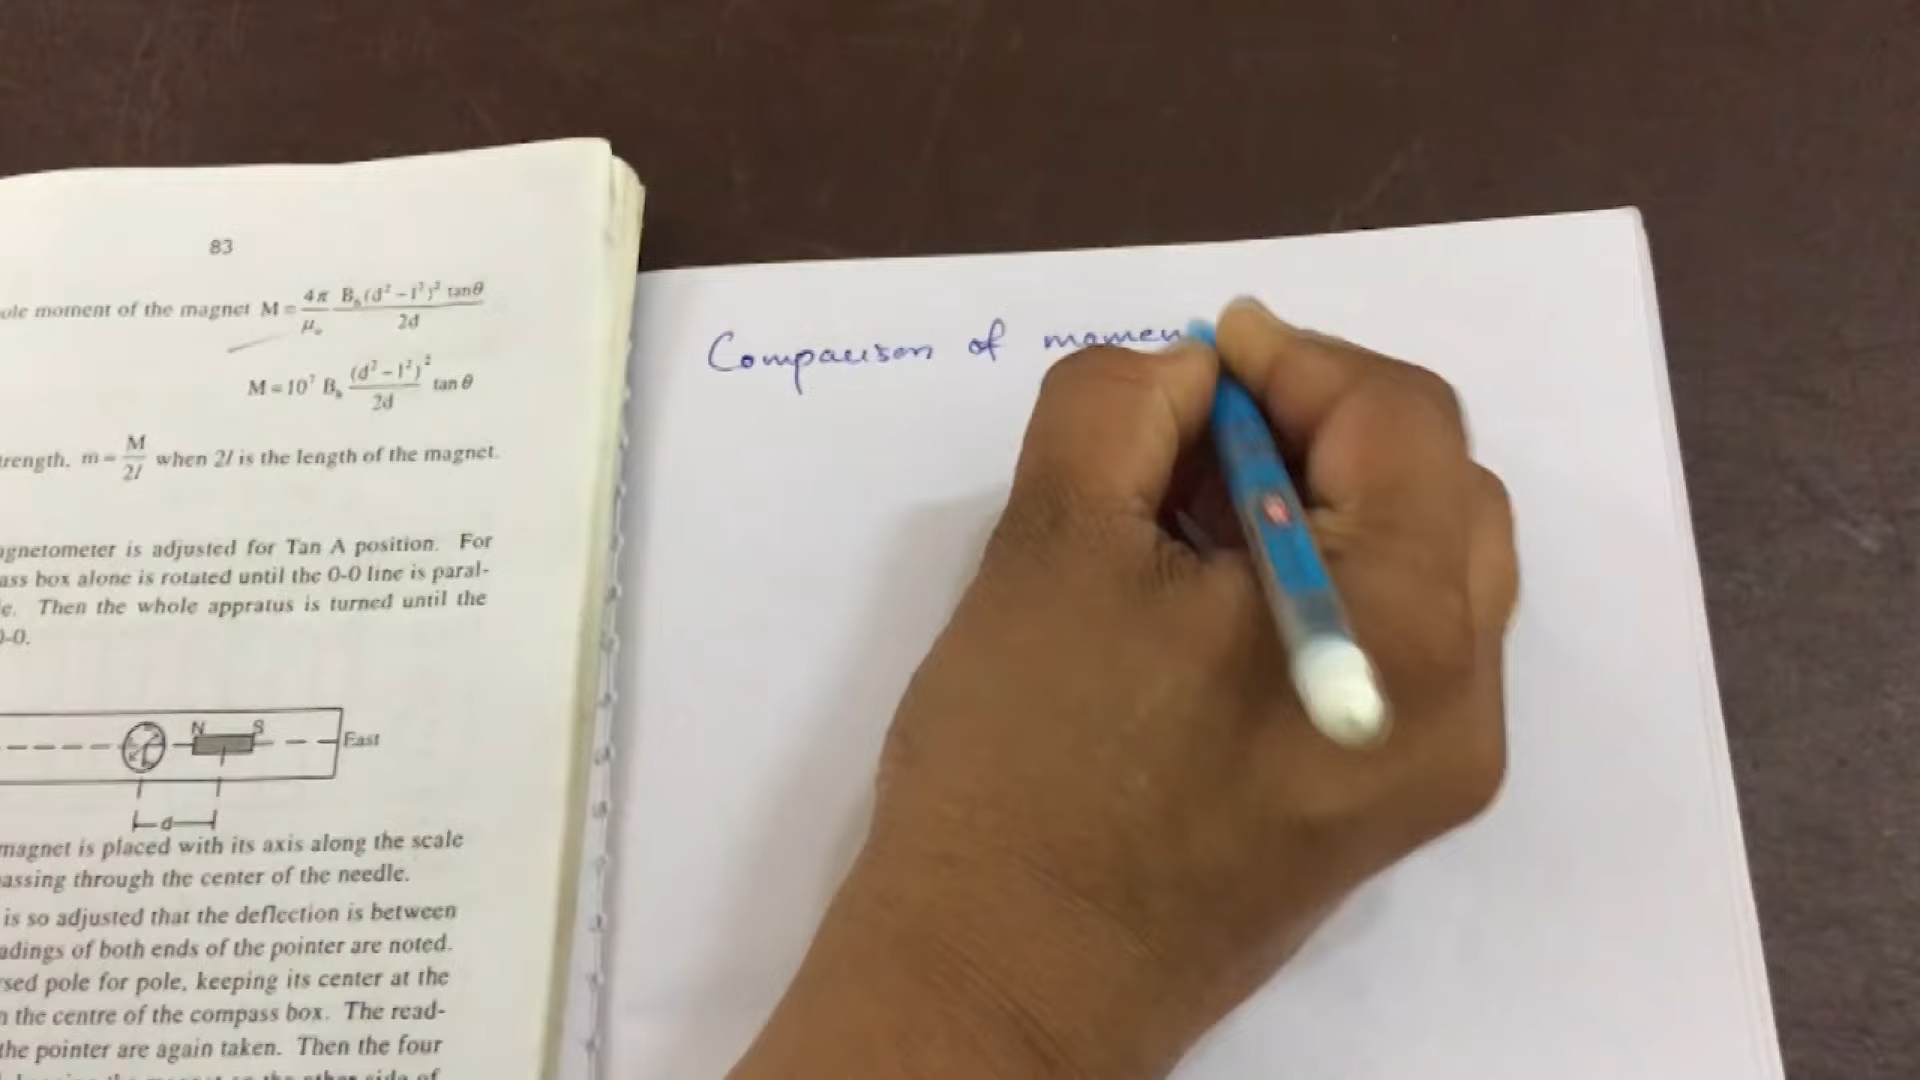 83
ole moment of the magnet M = 4π/μ₀ Bₕ(d² – l²)² tanθ/2d
M = 10⁷ Bₕ (d² – l²)²/2d tan θ
rength, m = M/2l when 2l is the length of the magnet.
agnetometer is adjusted for Tan A position. For
ass box alone is rotated until the 0-0 line is paral-
e. Then the whole appratus is turned until the
0-0.
N S
East
d
magnet is placed with its axis along the scale
assing through the center of the needle.
is so adjusted that the deflection is between
adings of both ends of the pointer are noted.
rsed pole for pole, keeping its center at the
n the centre of the compass box. The read-
the pointer are again taken. Then the four
Comparison of momen